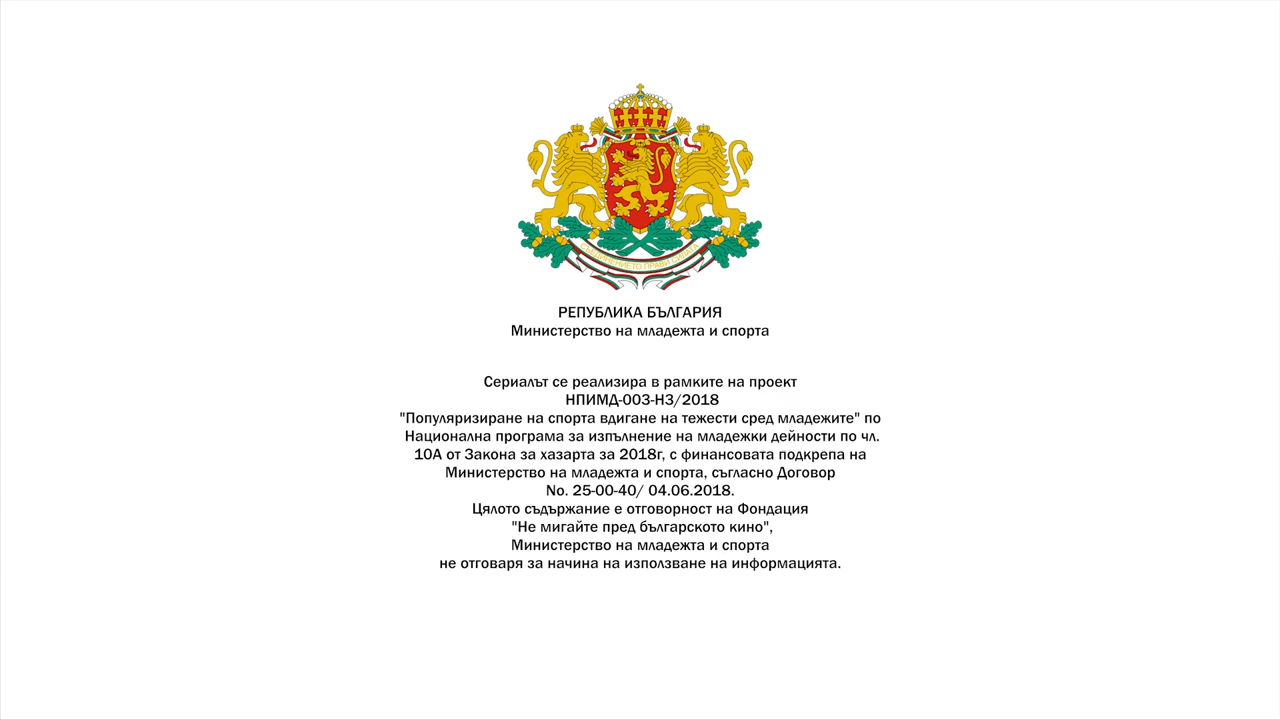 СЪЕДИНЕНИЕТО ПРАВИ СИЛАТА
РЕПУБЛИКА БЪЛГАРИЯ
Министерство на младежта и спорта
Сериалът се реализира в рамките на проект
НПИМД-003-НЗ/2018
"Популяризиране на спорта вдигане на тежести сред младежите" по
Национална програма за изпълнение на младежки дейности по чл.
10А от Закона за хазарта за 2018г, с финансовата подкрепа на
Министерство на младежта и спорта, съгласно Договор
No. 25-00-40/ 04.06.2018.
Цялото съдържание е отговорност на Фондация
"Не мигайте пред българското кино",
Министерство на младежта и спорта
не отговаря за начина на използване на информацията.